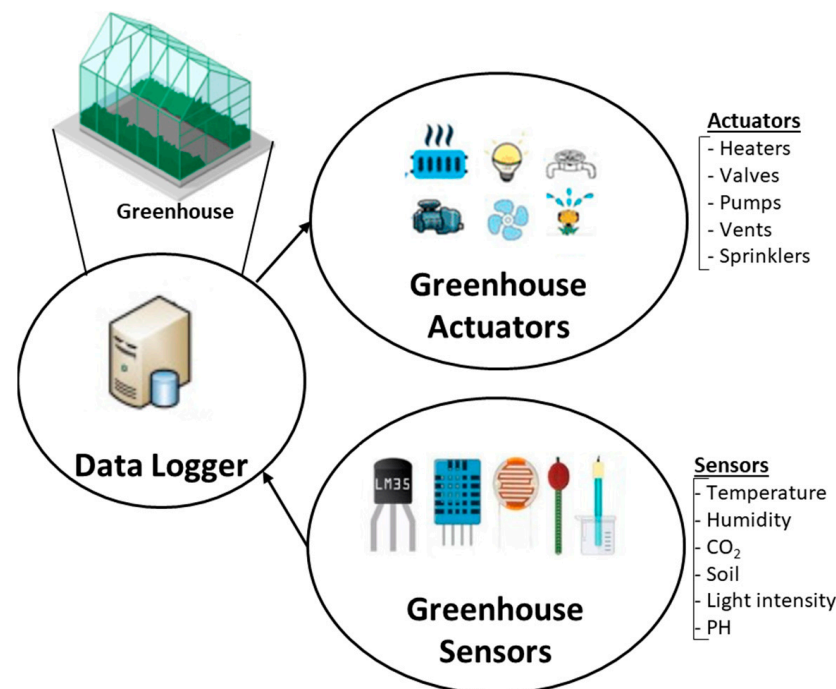 Greenhouse
Data Logger
Greenhouse
Actuators
Actuators
- Heaters
- Valves
- Pumps
- Vents
- Sprinklers
LM35
Greenhouse
Sensors
Sensors
- Temperature
- Humidity
- CO₂
- Soil
- Light intensity
- PH